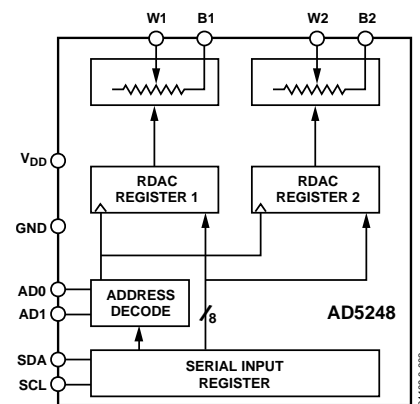 W1 B1 W2 B2
VDD
RDAC
REGISTER 1
RDAC
REGISTER 2
GND
AD0
ADDRESS
DECODE
AD1
8
AD5248
SDA
SERIAL INPUT
REGISTER
SCL